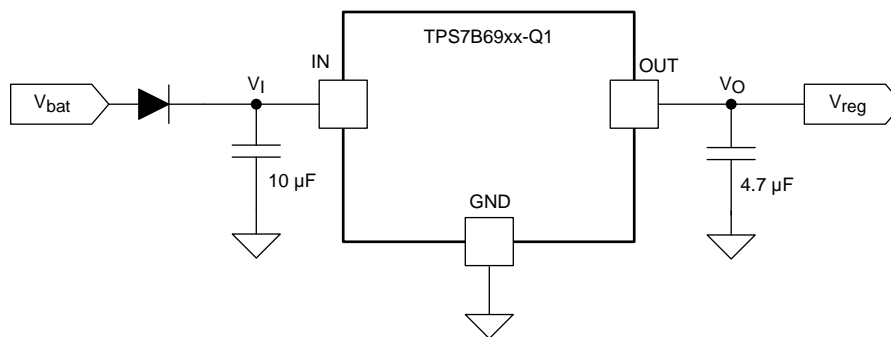 TPS7B69xx-Q1
IN
OUT
Vbat
VI
VO
Vreg
10 µF
4.7 µF
GND